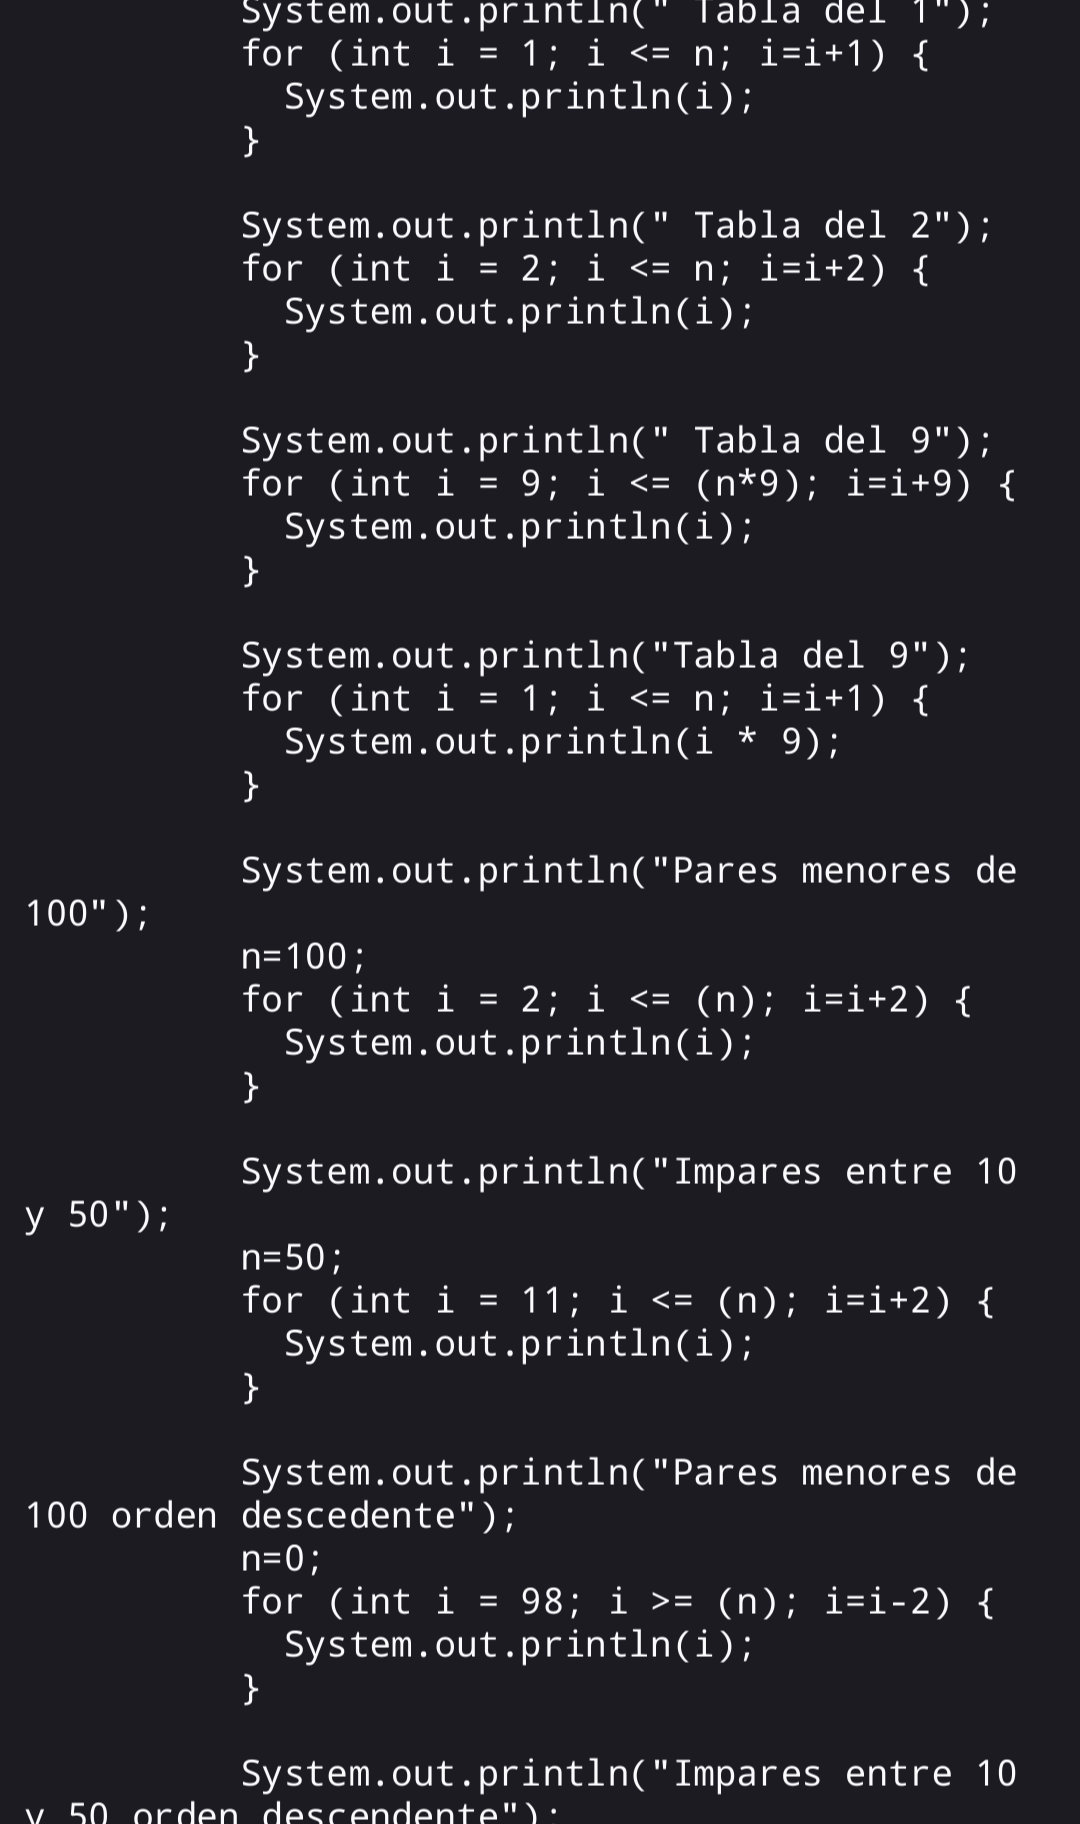 System.out.println(" Tabla del 1");
for (int i = 1; i <= n; i=i+1) {
System.out.println(i);
}
System.out.println(" Tabla del 2");
for (int i = 2; i <= n; i=i+2) {
System.out.println(i);
}
System.out.println(" Tabla del 9");
for (int i = 9; i <= (n*9); i=i+9) {
System.out.println(i);
}
System.out.println("Tabla del 9");
for (int i = 1; i <= n; i=i+1) {
System.out.println(i * 9);
}
System.out.println("Pares menores de
100");
n=100;
for (int i = 2; i <= (n); i=i+2) {
System.out.println(i);
}
System.out.println("Impares entre 10
y 50");
n=50;
for (int i = 11; i <= (n); i=i+2) {
System.out.println(i);
}
System.out.println("Pares menores de
100 orden descedente");
n=0;
for (int i = 98; i >= (n); i=i-2) {
System.out.println(i);
}
System.out.println("Impares entre 10
y 50 orden descendente");